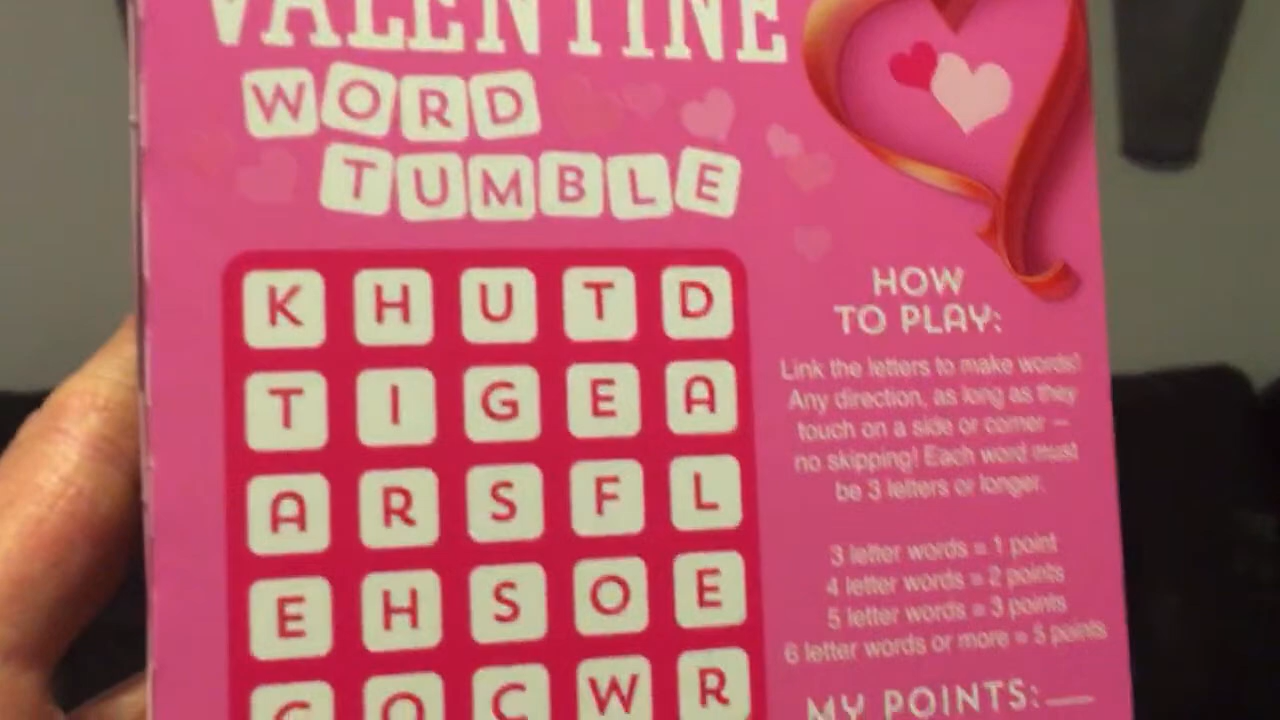 VALENTINE
WORD
TUMBLE
K H U T D
T I G E A
A R S F L
E H S O E
C O C W R
HOW
TO PLAY:
Link the letters to make words!
Any direction, as long as they
touch on a side or corner –
no skipping! Each word must
be 3 letters or longer.
3 letter words = 1 point
4 letter words = 2 points
5 letter words = 3 points
6 letter words or more = 5 points
MY POINTS: